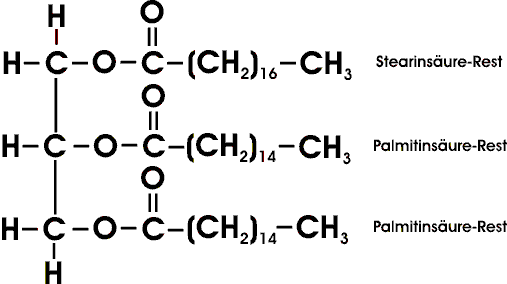 H
O
H-C-O-C-(CH₂)₁₆-CH₃ Stearinsäure-Rest
O
H-C-O-C-(CH₂)₁₄-CH₃ Palmitinsäure-Rest
O
H-C-O-C-(CH₂)₁₄-CH₃ Palmitinsäure-Rest
H